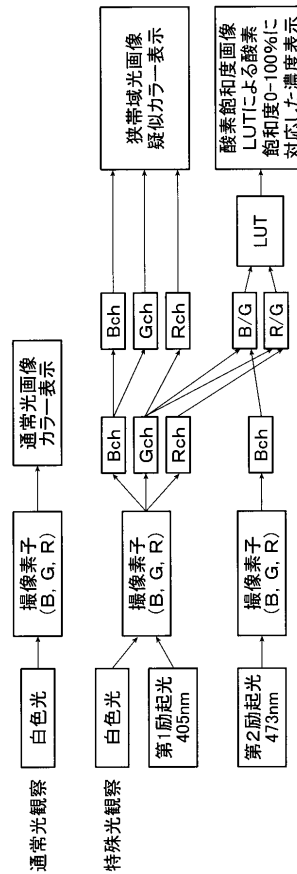 通常光観察
白色光
撮像素子
(B, G, R)
通常光画像
カラー表示
特殊光観察
白色光
第1励起光
405nm
撮像素子
(B, G, R)
Bch
Gch
Rch
Bch
Gch
Rch
狭帯域光画像
疑似カラー表示
第2励起光
473nm
撮像素子
(B, G, R)
Bch
B/G
R/G
LUT
酸素飽和度画像
LUTによる酸素
飽和度0-100%に
対応した濃度表示